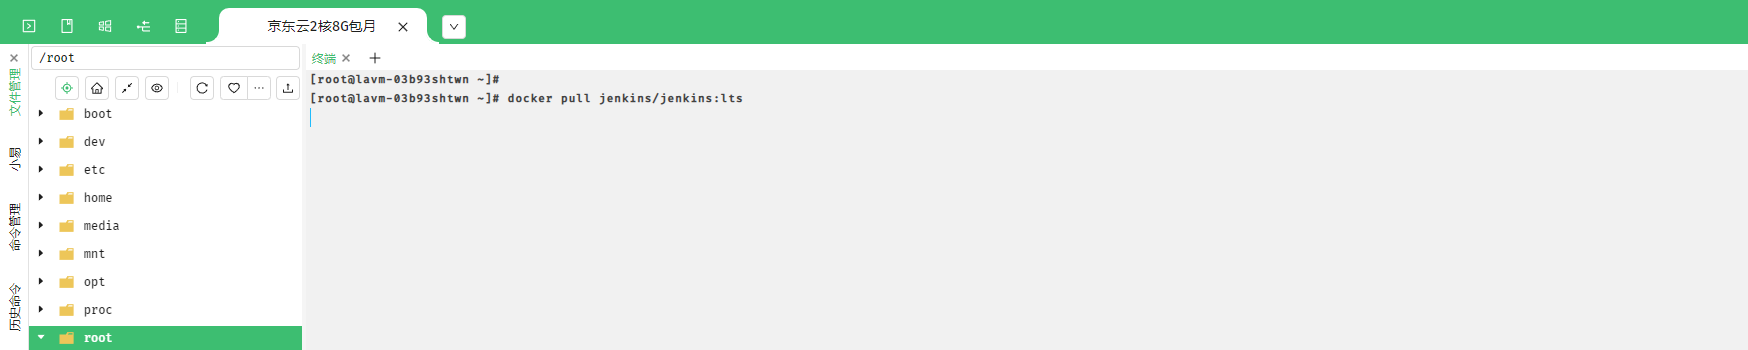 京东云2核8G包月
/root
文件管理
小易
命令管理
历史命令
boot
dev
etc
home
media
mnt
opt
proc
root
终端
[root@lavm-03b93shtwn ~]#
[root@lavm-03b93shtwn ~]# docker pull jenkins/jenkins:lts